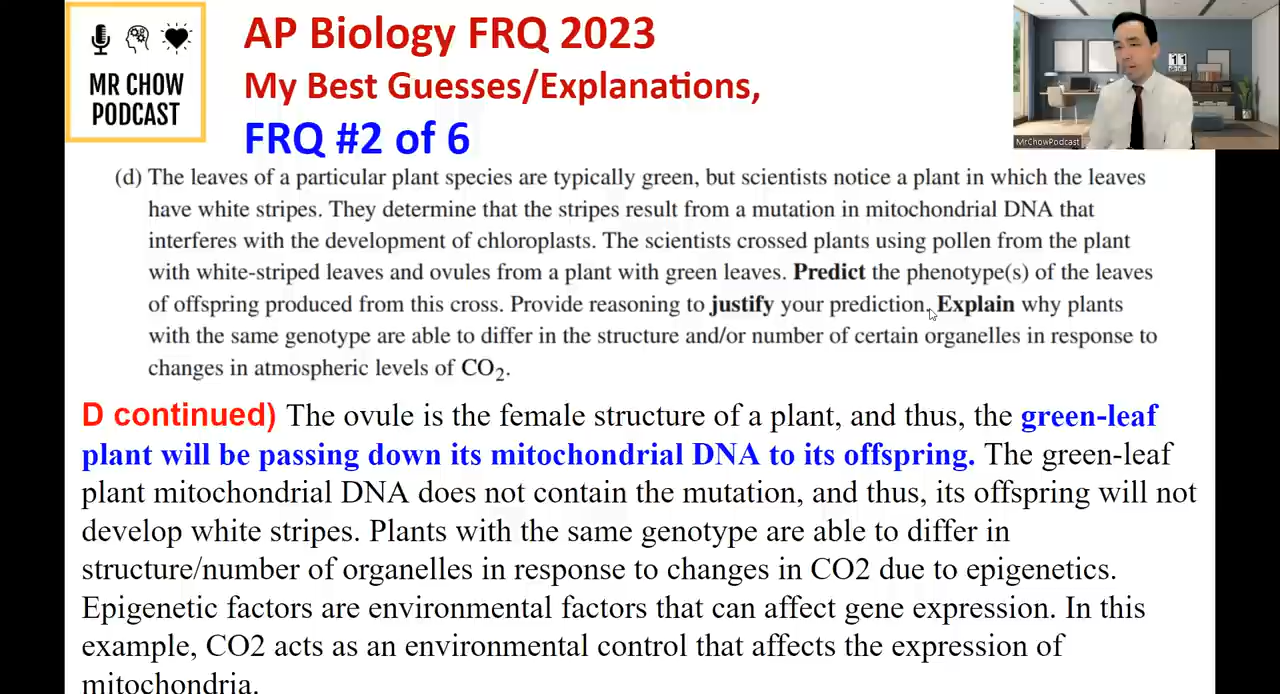 MR CHOW
PODCAST
AP Biology FRQ 2023
My Best Guesses/Explanations,
FRQ #2 of 6
11
MrChowPodcast
(d) The leaves of a particular plant species are typically green, but scientists notice a plant in which the leaves
have white stripes. They determine that the stripes result from a mutation in mitochondrial DNA that
interferes with the development of chloroplasts. The scientists crossed plants using pollen from the plant
with white-striped leaves and ovules from a plant with green leaves. Predict the phenotype(s) of the leaves
of offspring produced from this cross. Provide reasoning to justify your prediction. Explain why plants
with the same genotype are able to differ in the structure and/or number of certain organelles in response to
changes in atmospheric levels of CO2.
D continued) The ovule is the female structure of a plant, and thus, the green-leaf
plant will be passing down its mitochondrial DNA to its offspring. The green-leaf
plant mitochondrial DNA does not contain the mutation, and thus, its offspring will not
develop white stripes. Plants with the same genotype are able to differ in
structure/number of organelles in response to changes in CO2 due to epigenetics.
Epigenetic factors are environmental factors that can affect gene expression. In this
example, CO2 acts as an environmental control that affects the expression of
mitochondria.